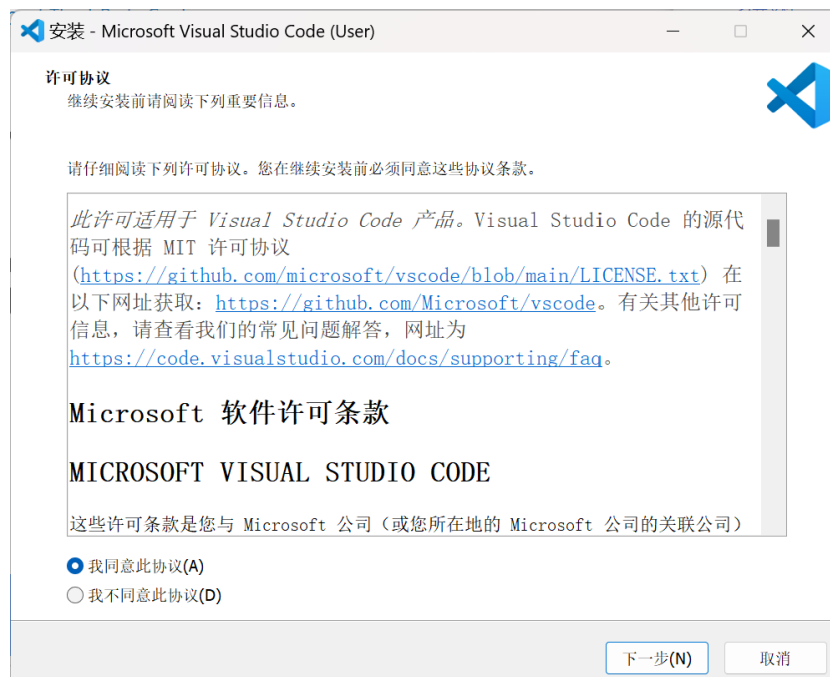 安装 - Microsoft Visual Studio Code (User)
许可协议
继续安装前请阅读下列重要信息。
请仔细阅读下列许可协议。您在继续安装前必须同意这些协议条款。
此许可适用于 Visual Studio Code 产品。Visual Studio Code 的源代
码可根据 MIT 许可协议
(https://github.com/microsoft/vscode/blob/main/LICENSE.txt) 在
以下网址获取：https://github.com/Microsoft/vscode。有关其他许可
信息，请查看我们的常见问题解答，网址为
https://code.visualstudio.com/docs/supporting/faq。
Microsoft 软件许可条款
MICROSOFT VISUAL STUDIO CODE
这些许可条款是您与 Microsoft 公司（或您所在地的 Microsoft 公司的关联公司）
我同意此协议(A)
我不同意此协议(D)
下一步(N)
取消